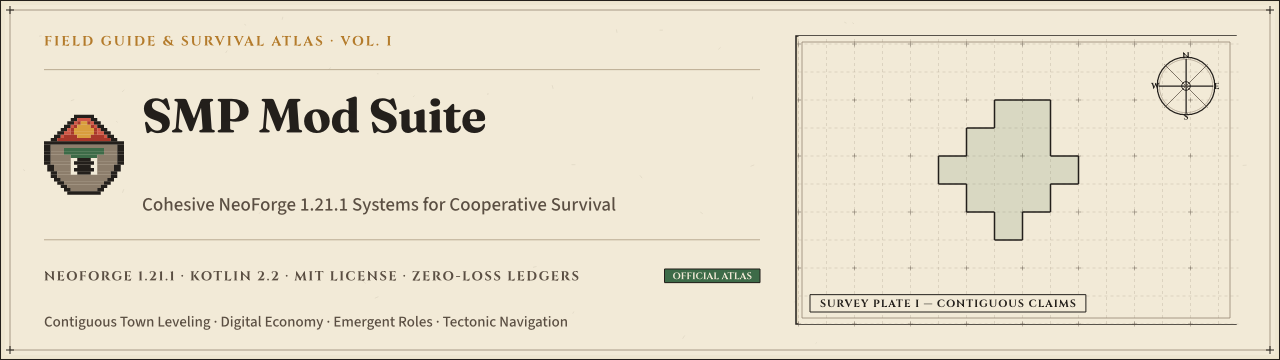 FIELD GUIDE & SURVIVAL ATLAS · VOL. I
SMP Mod Suite
Cohesive NeoForge 1.21.1 Systems for Cooperative Survival
NEOFORGE 1.21.1 · KOTLIN 2.2 · MIT LICENSE · ZERO-LOSS LEDGERS
OFFICIAL ATLAS
Contiguous Town Leveling · Digital Economy · Emergent Roles · Tectonic Navigation
N
W E
S
SURVEY PLATE I — CONTIGUOUS CLAIMS